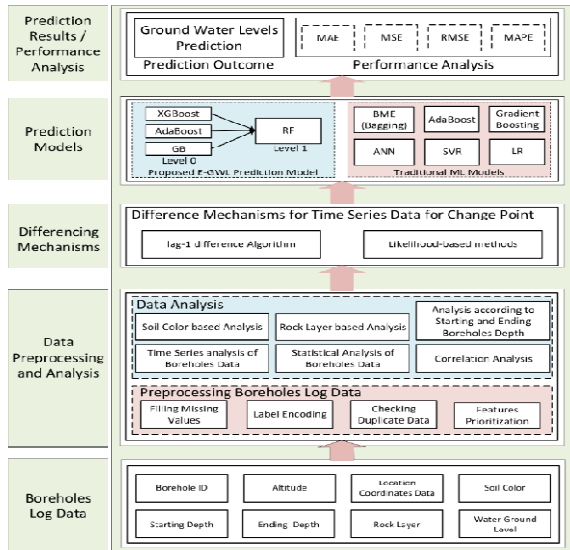 Prediction
Results /
Performance
Analysis
Ground Water Levels
Prediction
Prediction Outcome
MAE
MSE
RMSE
MAPE
Performance Analysis
Prediction
Models
XGBoost
AdaBoost
GB
Level 0
RF
Level 1
Proposed E-GWL Prediction Model
BME
(Bagging)
AdaBoost
Gradient
Boosting
ANN
SVR
LR
Traditional ML Models
Differencing
Mechanisms
Difference Mechanisms for Time Series Data for Change Point
lag-1 difference Algorithm
Likelihood-based methods
Data
Preprocessing
and Analysis
Data Analysis
Soil Color based Analysis
Rock Layer based Analysis
Analysis according to
Starting and Ending
Boreholes Depth
Time Series analysis of
Boreholes Data
Statistical Analysis of
Boreholes Data
Correlation Analysis
Preprocessing Boreholes Log Data
Filling Missing
Values
Label Encoding
Checking
Duplicate Data
Features
Prioritization
Boreholes
Log Data
Borehole ID
Altitude
Location
Coordinates Data
Soil Color
Starting Depth
Ending Depth
Rock Layer
Water Ground
Level